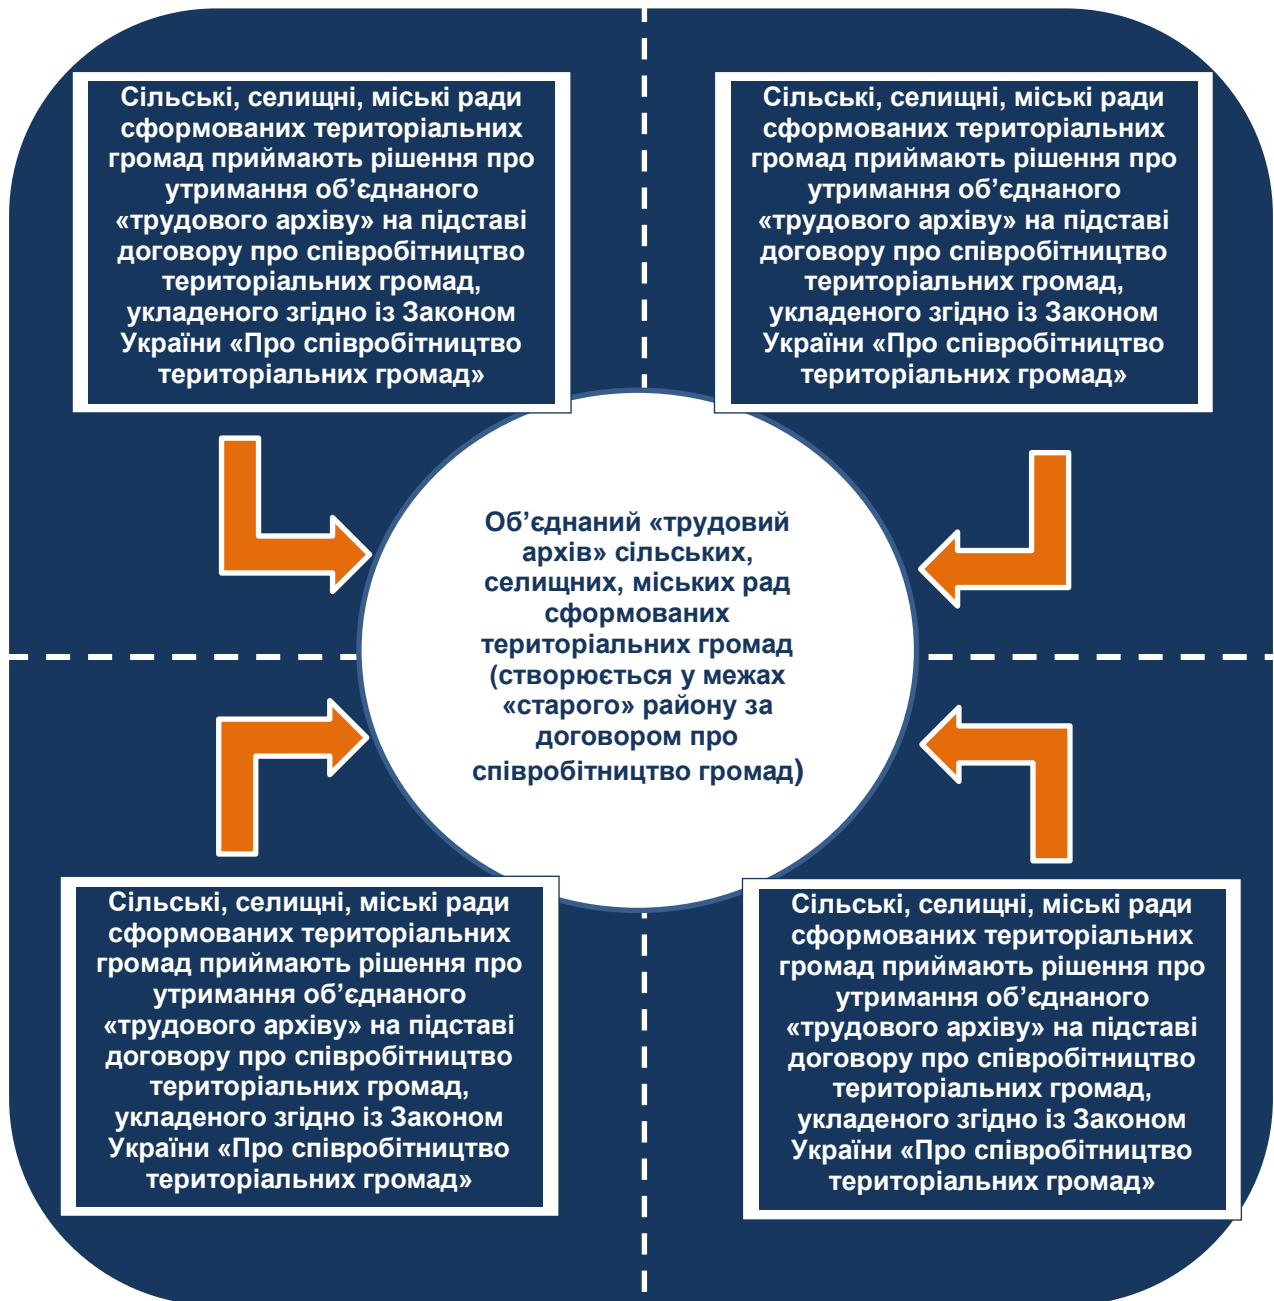 Сільські, селищні, міські ради
сформованих територіальних
громад приймають рішення про
утримання об’єднаного
«трудового архіву» на підставі
договору про співробітництво
територіальних громад,
укладеного згідно із Законом
України «Про співробітництво
територіальних громад»
Сільські, селищні, міські ради
сформованих територіальних
громад приймають рішення про
утримання об’єднаного
«трудового архіву» на підставі
договору про співробітництво
територіальних громад,
укладеного згідно із Законом
України «Про співробітництво
територіальних громад»
Об’єднаний «трудовий
архів» сільських,
селищних, міських рад
сформованих
територіальних громад
(створюється у межах
«старого» району за
договором про
співробітництво громад)
Сільські, селищні, міські ради
сформованих територіальних
громад приймають рішення про
утримання об’єднаного
«трудового архіву» на підставі
договору про співробітництво
територіальних громад,
укладеного згідно із Законом
України «Про співробітництво
територіальних громад»
Сільські, селищні, міські ради
сформованих територіальних
громад приймають рішення про
утримання об’єднаного
«трудового архіву» на підставі
договору про співробітництво
територіальних громад,
укладеного згідно із Законом
України «Про співробітництво
територіальних громад»